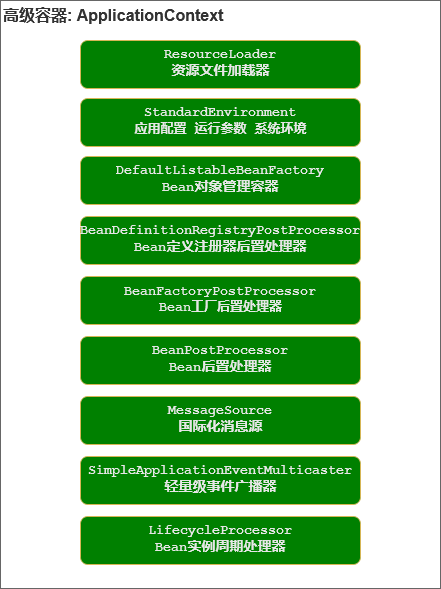 高级容器: ApplicationContext
ResourceLoader
资源文件加载器
StandardEnvironment
应用配置 运行参数 系统环境
DefaultListableBeanFactory
Bean对象管理容器
BeanDefinitionRegistryPostProcessor
Bean定义注册器后置处理器
BeanFactoryPostProcessor
Bean工厂后置处理器
BeanPostProcessor
Bean后置处理器
MessageSource
国际化消息源
SimpleApplicationEventMulticaster
轻量级事件广播器
LifecycleProcessor
Bean实例周期处理器